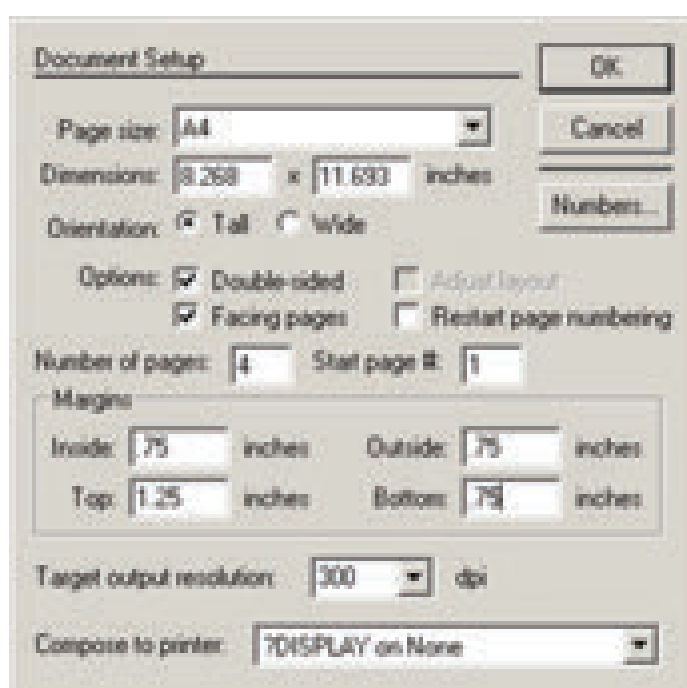 Document Setup
OK
Cancel
Numbers...
Page size: A4
Dimensions: 8.268 x 11.693 inches
Orientation: Tall Wide
Options: Double-sided Adjust layout
Facing pages Restart page numbering
Number of pages: 4 Start page #: 1
Margins
Inside: .75 inches Outside: .75 inches
Top: 1.25 inches Bottom: .75 inches
Target output resolution: 300 dpi
Compose to printer: ?DISPLAY on None